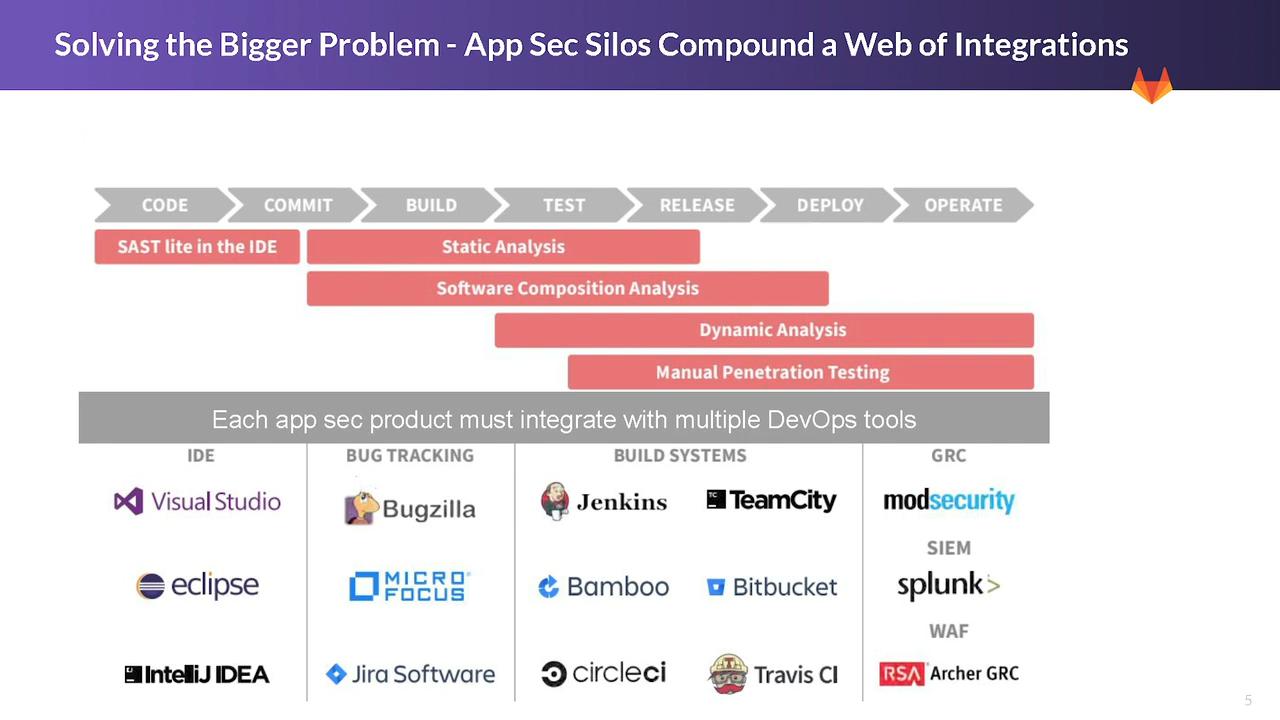 Solving the Bigger Problem - App Sec Silos Compound a Web of Integrations
CODE COMMIT BUILD TEST RELEASE DEPLOY OPERATE
SAST lite in the IDE Static Analysis
Software Composition Analysis
Dynamic Analysis
Manual Penetration Testing
Each app sec product must integrate with multiple DevOps tools
IDE BUG TRACKING BUILD SYSTEMS GRC
Visual Studio Bugzilla Jenkins TC TeamCity modsecurity
SIEM
eclipse MICRO FOCUS Bamboo Bitbucket splunk>
WAF
IntelliJ IDEA Jira Software circleci Travis CI RSA Archer GRC
5